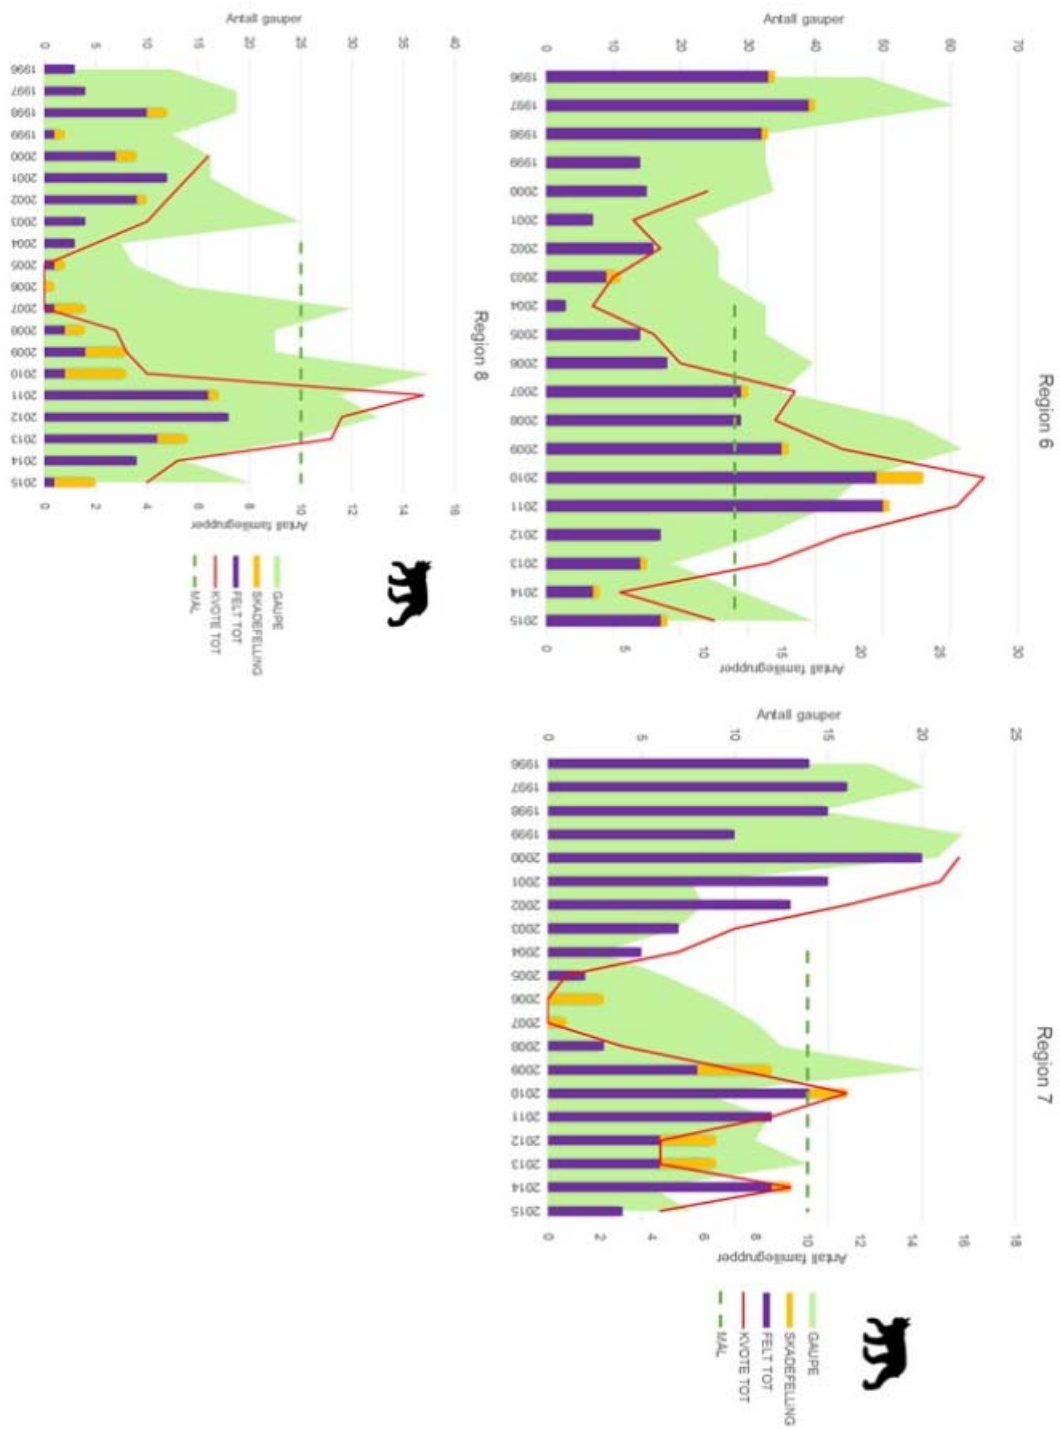 Region 6
Antall gauper
70
60
50
40
30
20
10
0
1996 1997 1998 1999 2000 2001 2002 2003 2004 2005 2006 2007 2008 2009 2010 2011 2012 2013 2014 2015
30
25
20
15
10
5
0
Antall familiegrupper
Region 7
Antall gauper
25
20
15
10
5
0
1996 1997 1998 1999 2000 2001 2002 2003 2004 2005 2006 2007 2008 2009 2010 2011 2012 2013 2014 2015
18
16
14
12
10
8
6
4
2
0
Antall familiegrupper
GAUPE
SKADEFELLING
FELT TOT
KVOTE TOT
MÅL
Region 8
Antall gauper
40
35
30
25
20
15
10
5
0
1996 1997 1998 1999 2000 2001 2002 2003 2004 2005 2006 2007 2008 2009 2010 2011 2012 2013 2014 2015
16
14
12
10
8
6
4
2
0
Antall familiegrupper
GAUPE
SKADEFELLING
FELT TOT
KVOTE TOT
MÅL